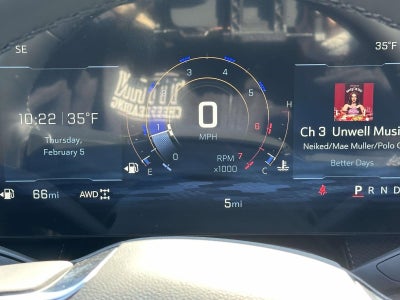 SE
35°F
10:22 35°F
Thursday,
February 5
0
MPH
RPM
x1000
0 1 2 3 4 5 6 7
E
H
C
Ch 3 Unwell Musi
Neiked/Mae Muller/Polo
Better Days
66mi
AWD
5mi
P R N D